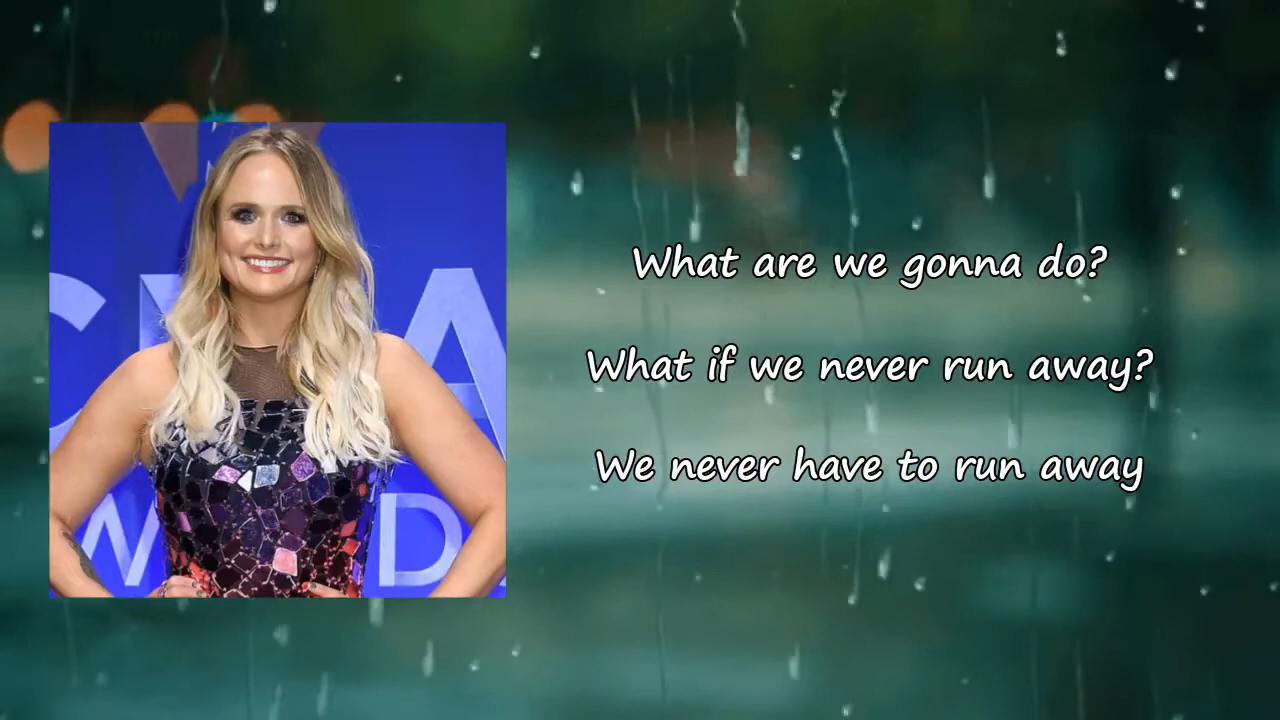 C A
W D
What are we gonna do?
What if we never run away?
We never have to run away